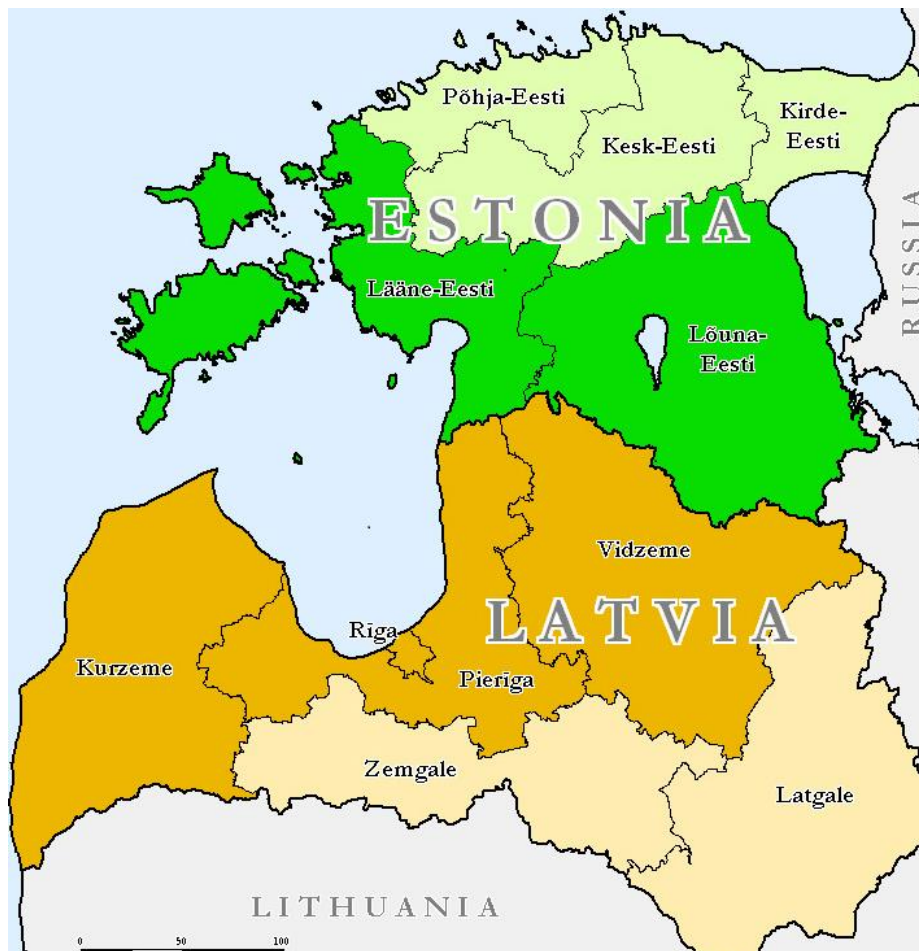 Põhja-Eesti
Kirde-
Eesti
Kesk-Eesti
ESTONIA
RUSSIA
Lääne-Eesti
Lõuna-
Eesti
Vidzeme
LATVIA
Rīga
Kurzeme
Pierīga
Zemgale
Latgale
LITHUANIA
0 50 100